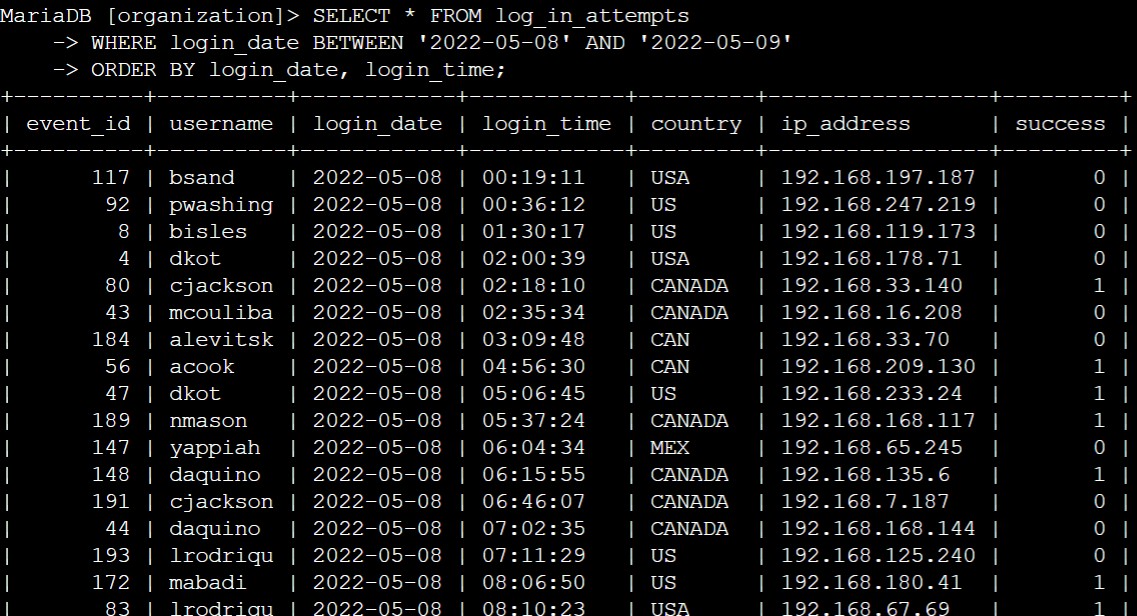 MariaDB [organization]> SELECT * FROM log_in_attempts
    -> WHERE login_date BETWEEN '2022-05-08' AND '2022-05-09'
    -> ORDER BY login_date, login_time;
+----------+----------+------------+------------+---------+-----------------+---------+
| event_id | username | login_date | login_time | country | ip_address      | success |
+----------+----------+------------+------------+---------+-----------------+---------+
|      117 | bsand    | 2022-05-08 | 00:19:11   | USA     | 192.168.197.187 |       0 |
|       92 | pwashing | 2022-05-08 | 00:36:12   | US      | 192.168.247.219 |       0 |
|        8 | bisles   | 2022-05-08 | 01:30:17   | US      | 192.168.119.173 |       0 |
|        4 | dkot     | 2022-05-08 | 02:00:39   | USA     | 192.168.178.71  |       0 |
|       80 | cjackson | 2022-05-08 | 02:18:10   | CANADA  | 192.168.33.140  |       1 |
|       43 | mcouliba | 2022-05-08 | 02:35:34   | CANADA  | 192.168.16.208  |       0 |
|      184 | alevitsk | 2022-05-08 | 03:09:48   | CAN     | 192.168.33.70   |       0 |
|       56 | acook    | 2022-05-08 | 04:56:30   | CAN     | 192.168.209.130 |       1 |
|       47 | dkot     | 2022-05-08 | 05:06:45   | US      | 192.168.233.24  |       1 |
|      189 | nmason   | 2022-05-08 | 05:37:24   | CANADA  | 192.168.168.117 |       1 |
|      147 | yappiah  | 2022-05-08 | 06:04:34   | MEX     | 192.168.65.245  |       0 |
|      148 | daquino  | 2022-05-08 | 06:15:55   | CANADA  | 192.168.135.6   |       1 |
|      191 | cjackson | 2022-05-08 | 06:46:07   | CANADA  | 192.168.7.187   |       0 |
|       44 | daquino  | 2022-05-08 | 07:02:35   | CANADA  | 192.168.168.144 |       0 |
|      193 | lrodriqu | 2022-05-08 | 07:11:29   | US      | 192.168.125.240 |       0 |
|      172 | mabadi   | 2022-05-08 | 08:06:50   | US      | 192.168.180.41  |       1 |
|       83 | lrodriqu | 2022-05-08 | 08:10:23   | USA     | 192.168.67.69   |       1 |